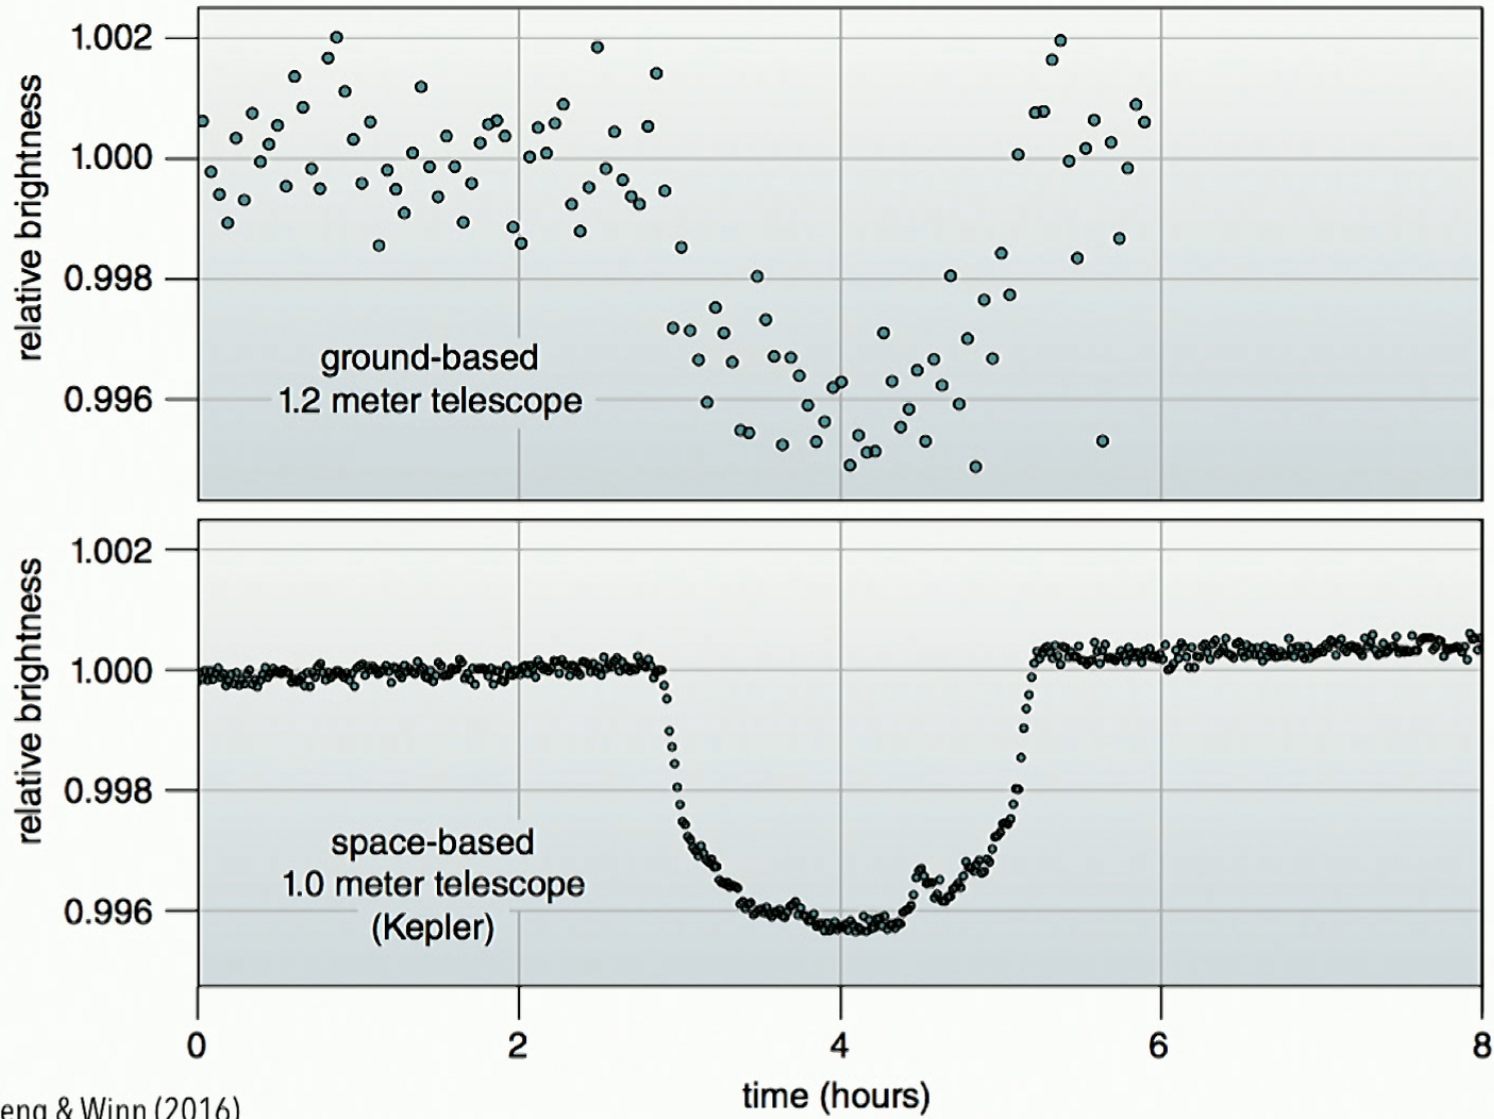 1.002
1.000
0.998
0.996
relative brightness
ground-based
1.2 meter telescope
1.002
1.000
0.998
0.996
relative brightness
space-based
1.0 meter telescope
(Kepler)
0 2 4 6 8
time (hours)
& Winn (2016)